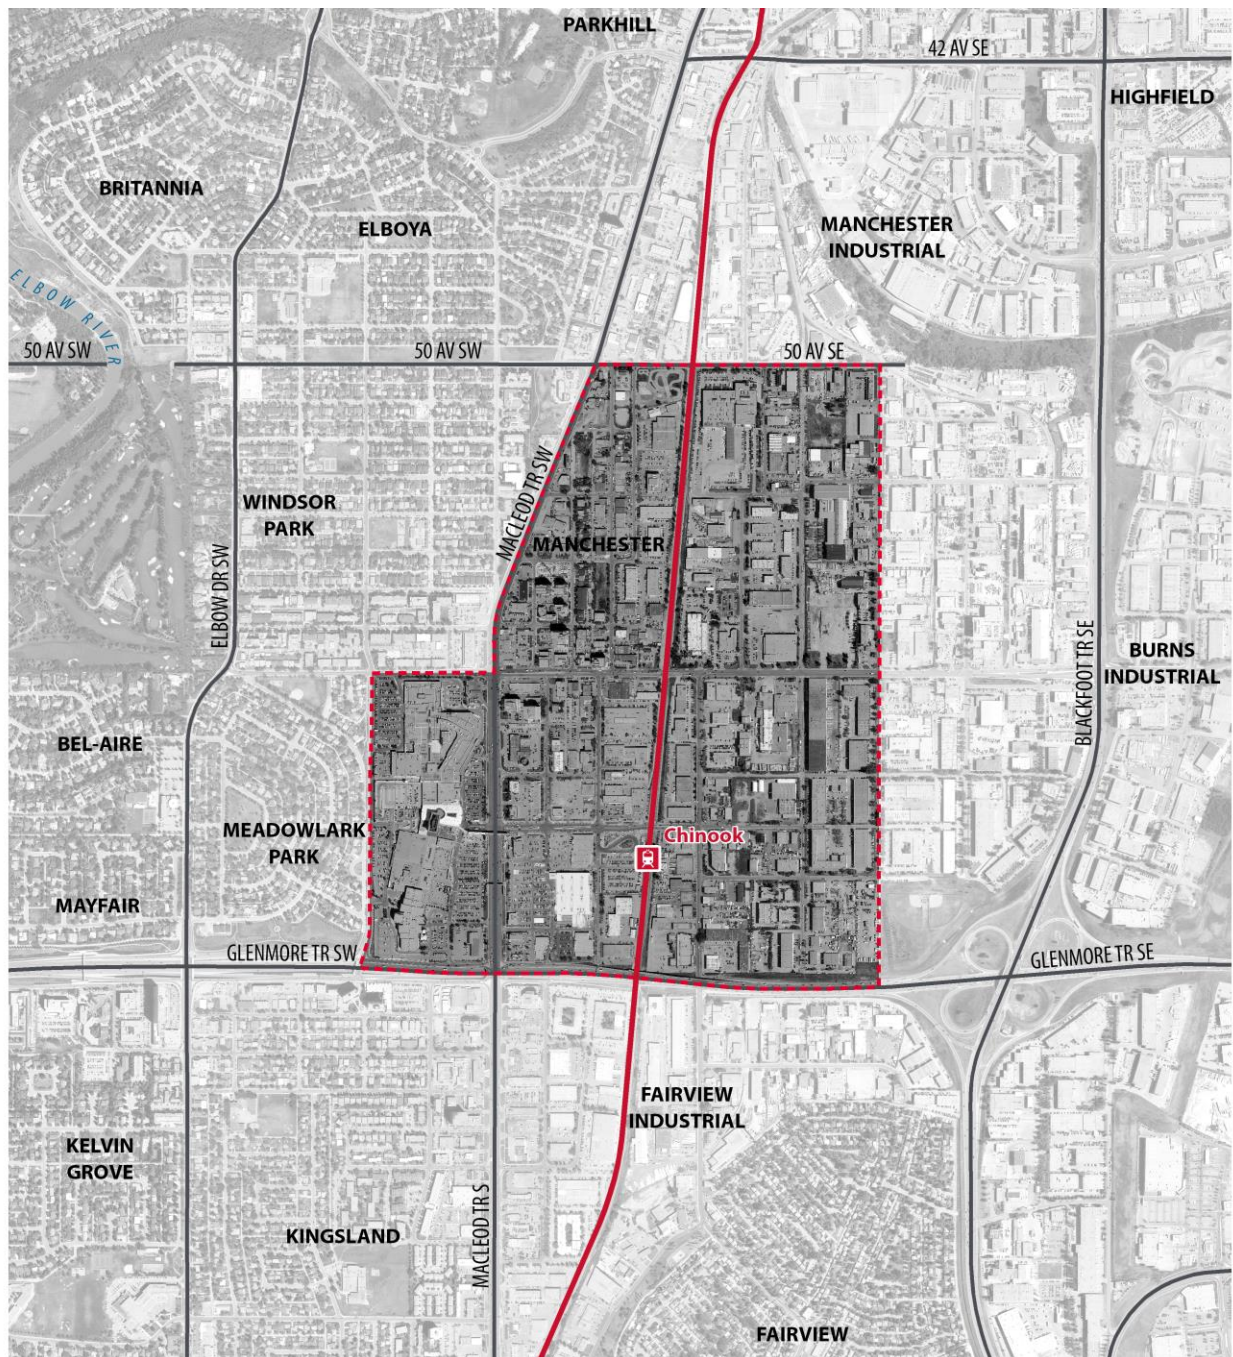 PARKHILL
42 AV SE
HIGHFIELD
BRITANNIA
ELBOYA
MANCHESTER
INDUSTRIAL
ELBOW RIVER
50 AV SW
50 AV SW
50 AV SE
MACLEOD TR SW
WINDSOR
PARK
MANCHESTER
ELBOW DR SW
BLACKFOOT TR SE
BURNS
INDUSTRIAL
BEL-AIRE
MEADOWLARK
PARK
Chinook
MAYFAIR
GLENMORE TR SW
GLENMORE TR SE
FAIRVIEW
INDUSTRIAL
KELVIN
GROVE
MACLEOD TR S
KINGSLAND
FAIRVIEW